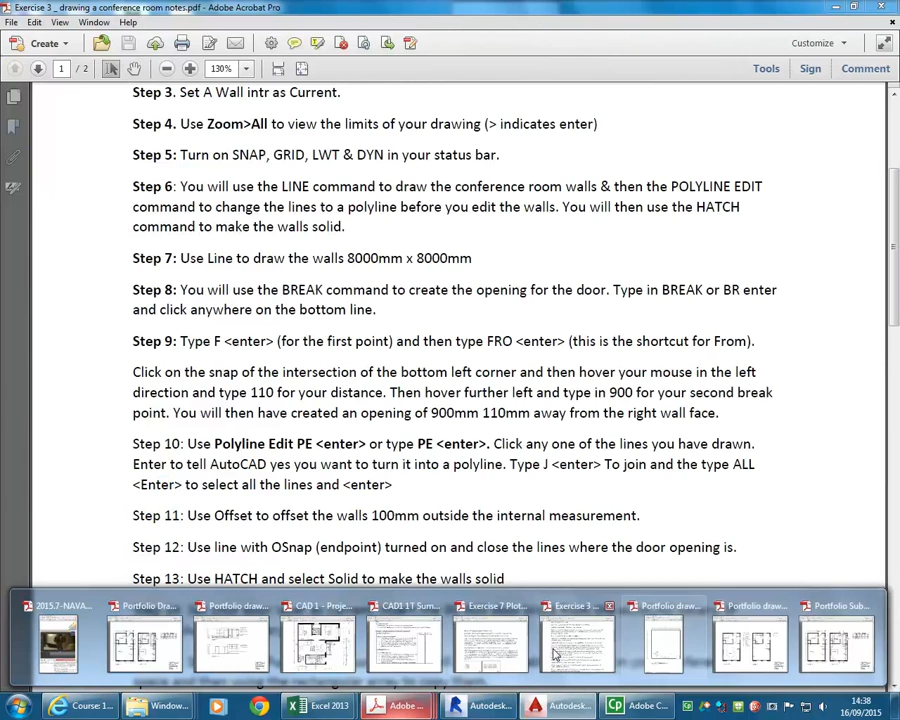 Exercise 3 _ drawing a conference room notes.pdf - Adobe Acrobat Pro
File Edit View Window Help
Create Customize
1 / 2 130% Tools Sign Comment
Step 3. Set A Wall intr as Current.
Step 4. Use Zoom>All to view the limits of your drawing (> indicates enter)
Step 5: Turn on SNAP, GRID, LWT & DYN in your status bar.
Step 6: You will use the LINE command to draw the conference room walls & then the POLYLINE EDIT
command to change the lines to a polyline before you edit the walls. You will then use the HATCH
command to make the walls solid.
Step 7: Use Line to draw the walls 8000mm x 8000mm
Step 8: You will use the BREAK command to create the opening for the door. Type in BREAK or BR enter
and click anywhere on the bottom line.
Step 9: Type F <enter> (for the first point) and then type FRO <enter> (this is the shortcut for From).
Click on the snap of the intersection of the bottom left corner and then hover your mouse in the left
direction and type 110 for your distance. Then hover further left and type in 900 for your second break
point. You will then have created an opening of 900mm 110mm away from the right wall face.
Step 10: Use Polyline Edit PE <enter> or type PE <enter>. Click any one of the lines you have drawn.
Enter to tell AutoCAD yes you want to turn it into a polyline. Type J <enter> To join and the type ALL
<Enter> to select all the lines and <enter>
Step 11: Use Offset to offset the walls 100mm outside the internal measurement.
Step 12: Use line with OSnap (endpoint) turned on and close the lines where the door opening is.
Step 13: Use HATCH and select Solid to make the walls solid
2015.7-NAVA... Portfolio Dra... Portfolio draw... CAD 1 - Proje... CAD1 1T Sum... Exercise 7 Plot... Exercise 3 ... Portfolio draw... Portfolio draw... Portfolio Sub...
Course: 1... Window... Excel 2013 Adobe ... Autodesk... Autodesk... Adobe C... 14:38
16/09/2015